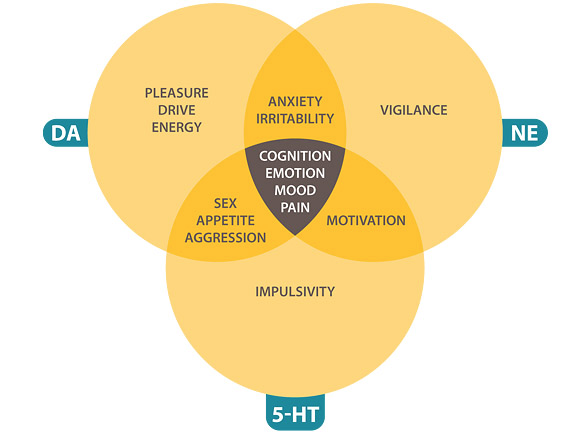 PLEASURE
DRIVE
ENERGY
ANXIETY
IRRITABILITY
VIGILANCE
DA
NE
COGNITION
EMOTION
MOOD
PAIN
SEX
APPETITE
AGGRESSION
MOTIVATION
IMPULSIVITY
5-HT